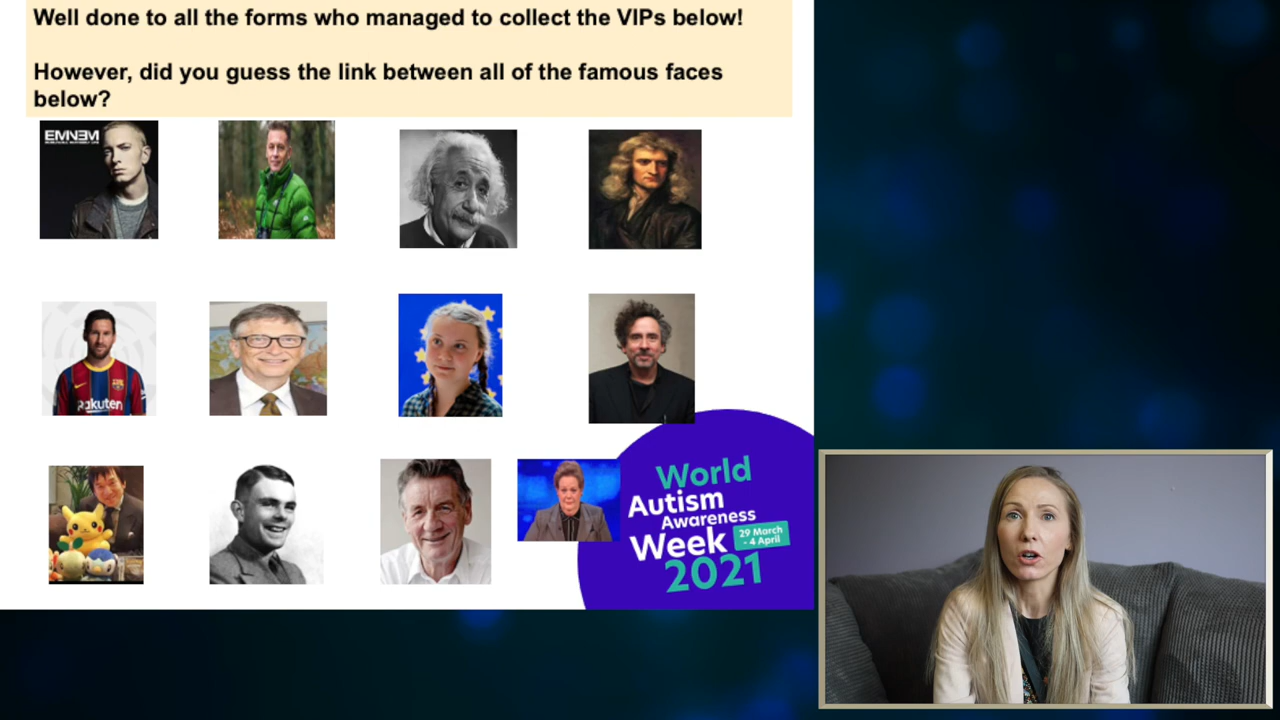 Well done to all the forms who managed to collect the VIPs below!
However, did you guess the link between all of the famous faces
below?
EMINEM
Rakuten
World
Autism
Awareness
Week
29 March
- 4 April
2021